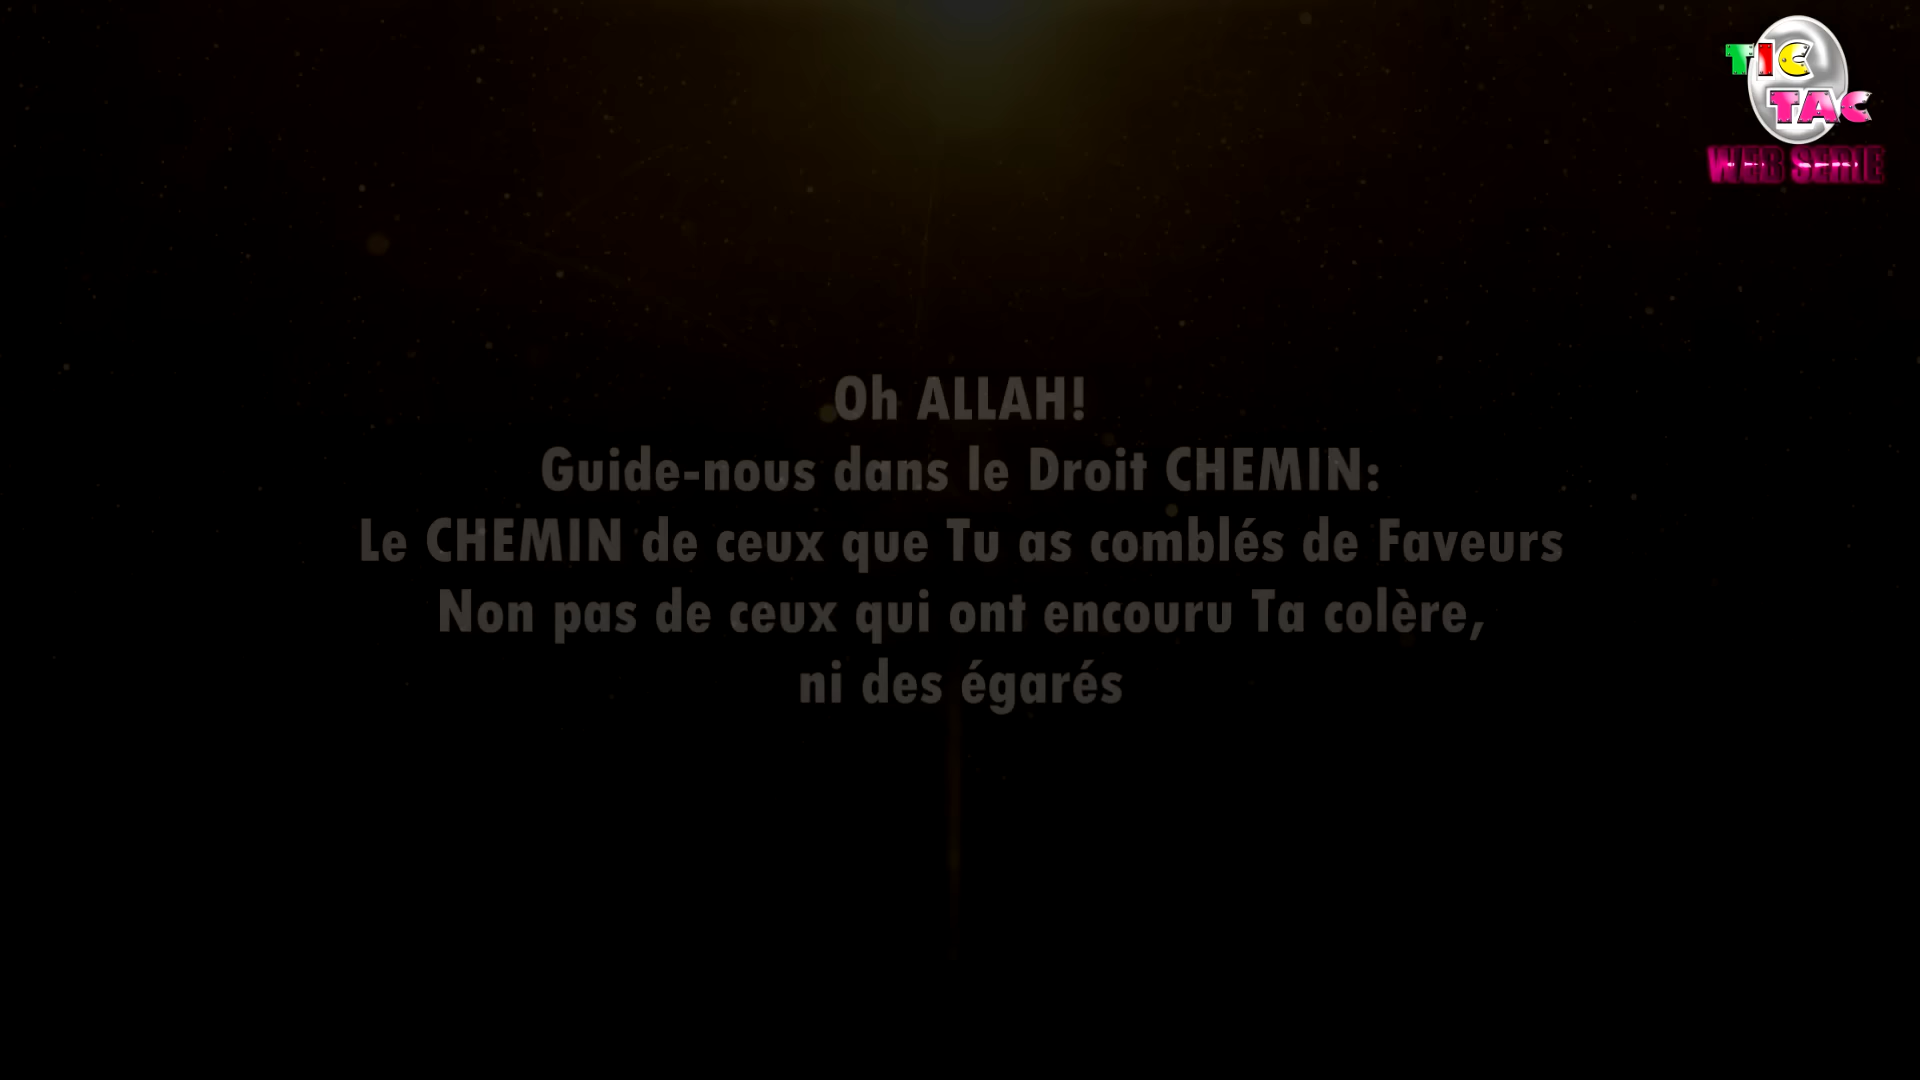 TIC
TAC
WEB SERIE
Oh ALLAH!
Guide-nous dans le Droit CHEMIN:
Le CHEMIN de ceux que Tu as comblés de Faveurs
Non pas de ceux qui ont encouru Ta colère,
ni des égarés